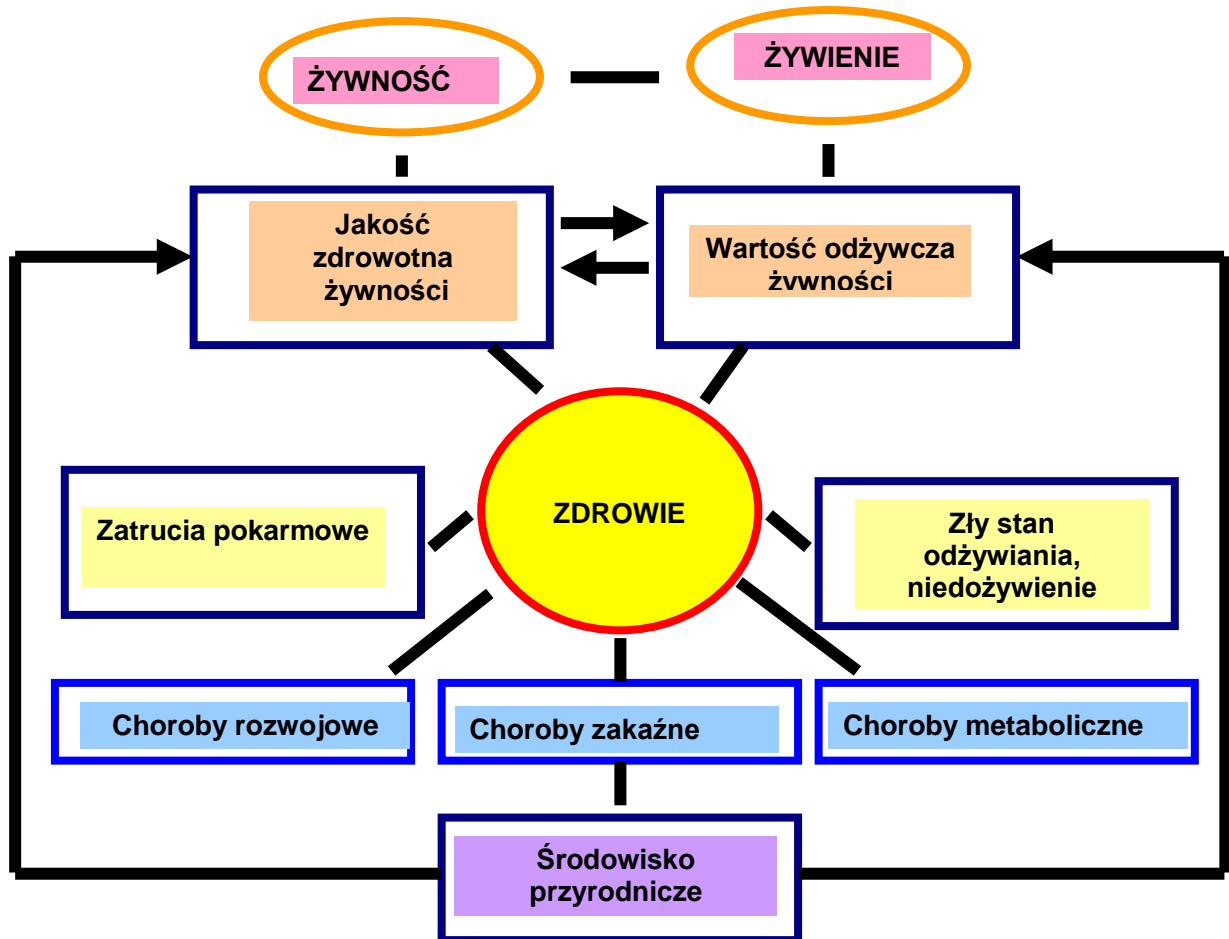 ŻYWNOŚĆ
ŻYWIENIE
Jakość
zdrowotna
żywności
Wartość odżywcza
żywności
ZDROWIE
Zatrucia pokarmowe
Zły stan
odżywiania,
niedożywienie
Choroby rozwojowe
Choroby zakaźne
Choroby metaboliczne
Środowisko
przyrodnicze